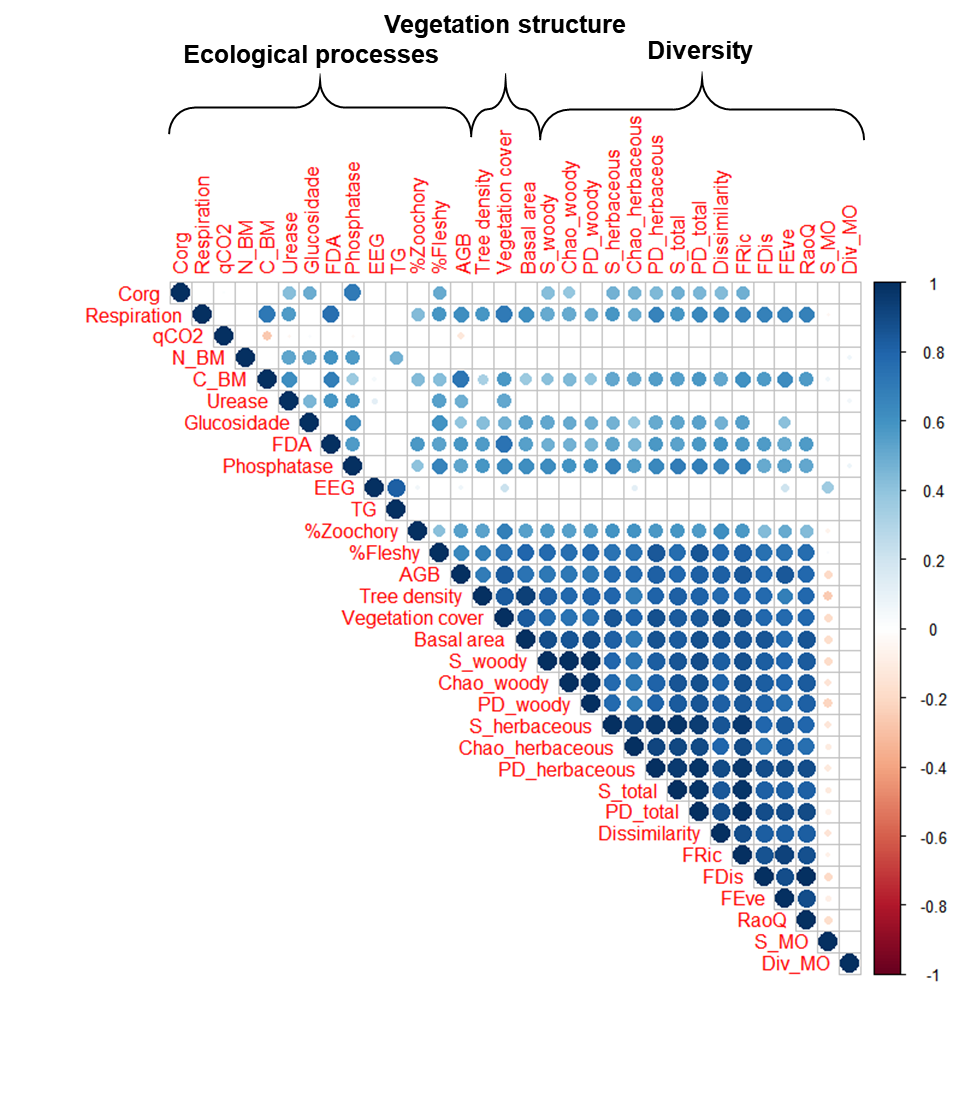 Vegetation structure
Ecological processes
Diversity
Corg
Respiration
qCO2
N_BM
C_BM
Urease
Glucosidade
FDA
Phosphatase
EEG
TG
%Zoochory
%Fleshy
AGB
Tree density
Vegetation cover
Basal area
S_woody
Chao_woody
PD_woody
S_herbaceous
Chao_herbaceous
PD_herbaceous
S_total
PD_total
Dissimilarity
FRic
FDis
FEve
RaoQ
S_MO
Div_MO
Corg
Respiration
qCO2
N_BM
C_BM
Urease
Glucosidade
FDA
Phosphatase
EEG
TG
%Zoochory
%Fleshy
AGB
Tree density
Vegetation cover
Basal area
S_woody
Chao_woody
PD_woody
S_herbaceous
Chao_herbaceous
PD_herbaceous
S_total
PD_total
Dissimilarity
FRic
FDis
FEve
RaoQ
S_MO
Div_MO
1
0.8
0.6
0.4
0.2
0
-0.2
-0.4
-0.6
-0.8
-1